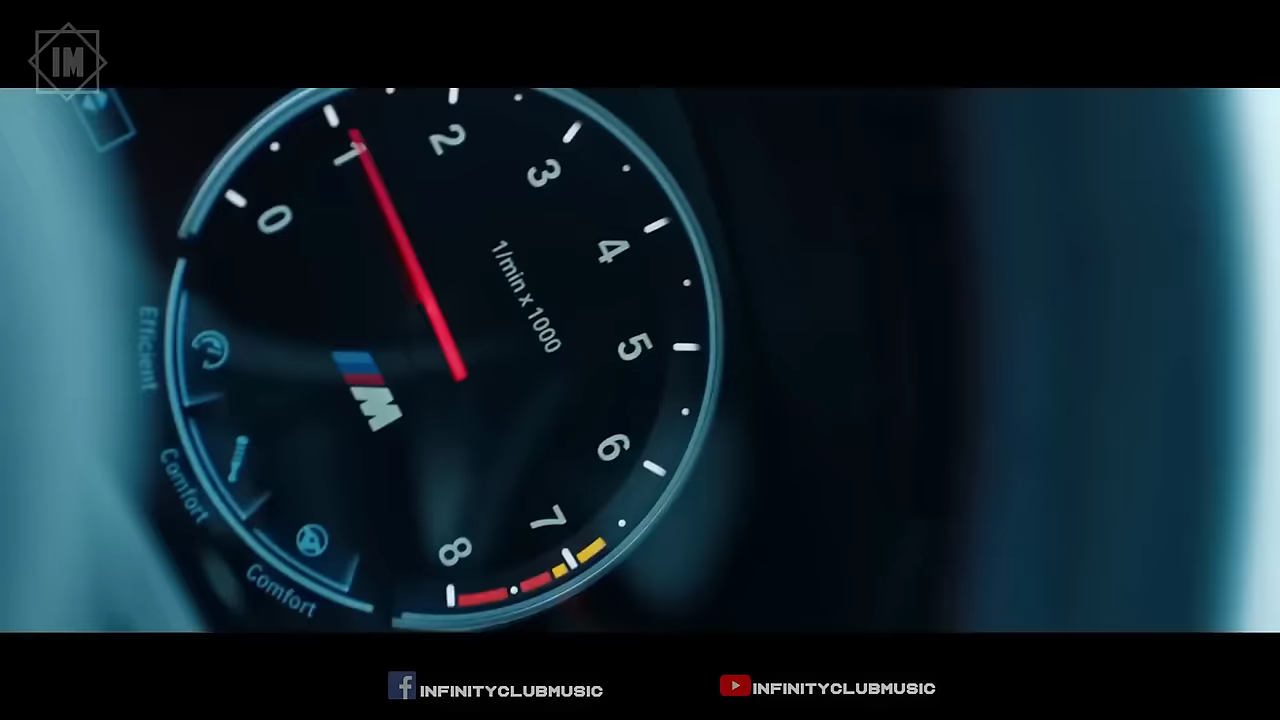 IM
0
1
2
3
4
5
6
7
8
1/min x 1000
M
Efficient
Comfort
Comfort
INFINITYCLUBMUSIC
INFINITYCLUBMUSIC